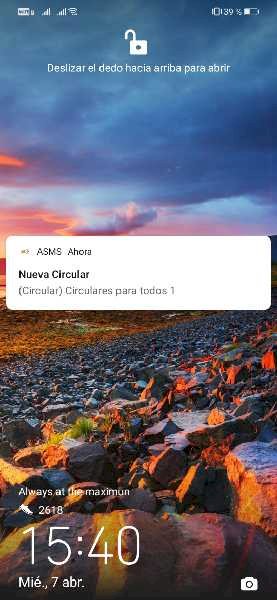 39 %
Deslizar el dedo hacia arriba para abrir
ASMS Ahora
Nueva Circular
(Circular) Circulares para todos 1
Always at the maximun
2618
15:40
Mié., 7 abr.